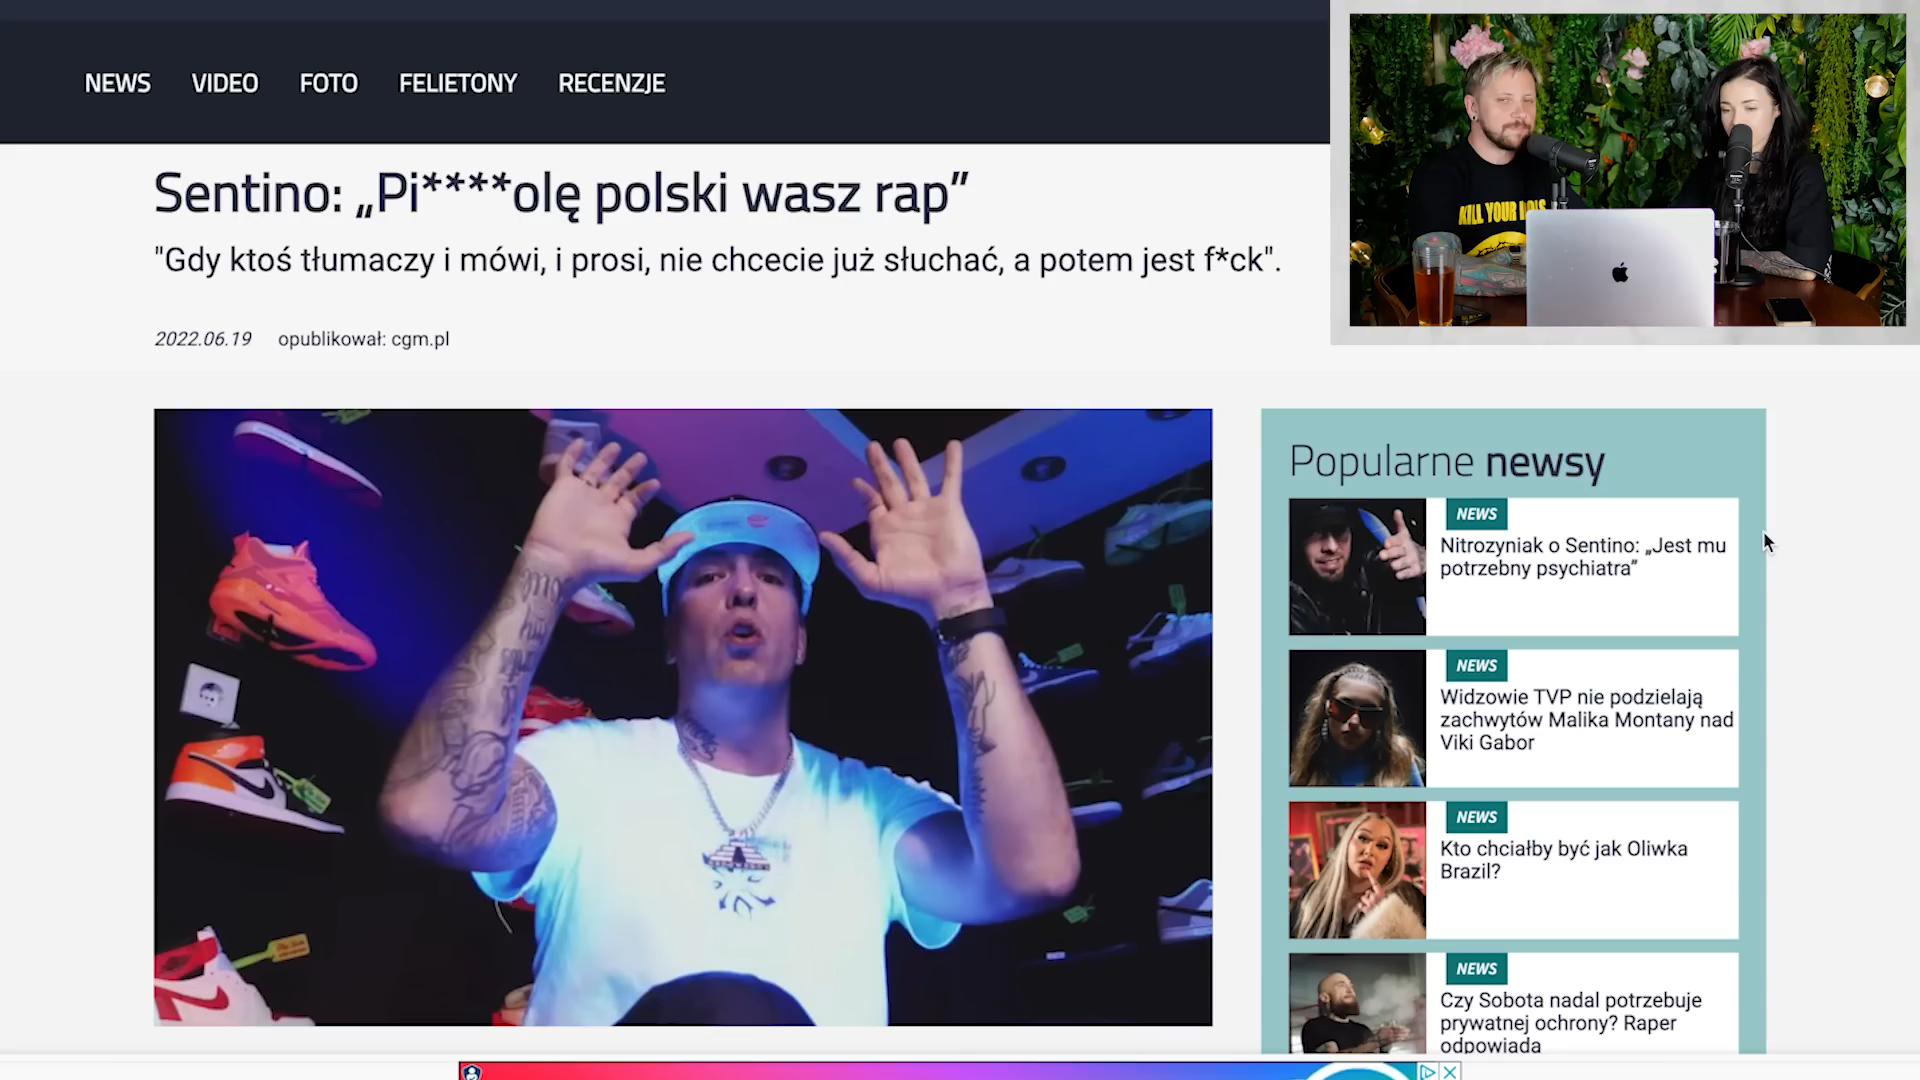 NEWS VIDEO FOTO FELIETONY RECENZJE
Sentino: „Pi****olę polski wasz rap”
"Gdy ktoś tłumaczy i mówi, i prosi, nie chcecie już słuchać, a potem jest f*ck".
2022.06.19 opublikował: cgm.pl
KILL YOUR IDOLS
Popularne newsy
NEWS
Nitrozyniak o Sentino: „Jest mu
potrzebny psychiatra”
NEWS
Widzowie TVP nie podzielają
zachwytów Malika Montany nad
Viki Gabor
NEWS
Kto chciałby być jak Oliwka
Brazil?
NEWS
Czy Sobota nadal potrzebuje
prywatnej ochrony? Raper
odpowiada